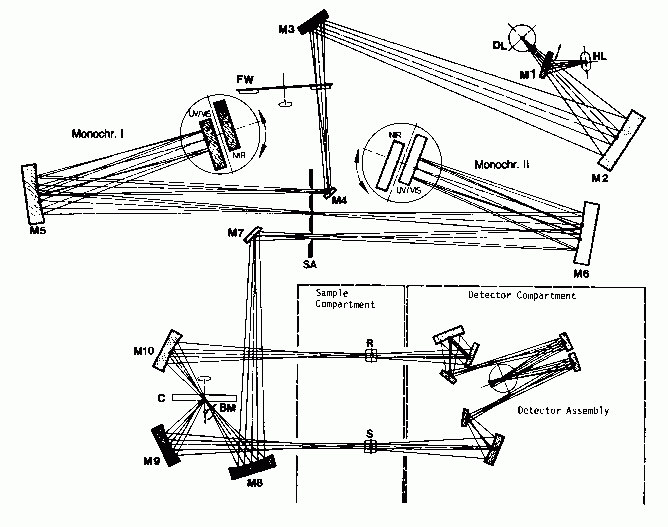 M3
DL
HL
M1
FW
UV/VIS
Monochr. I
NIR
NIR
Monochr. II
UV/VIS
M2
M4
M5
M7
SA
M6
Sample
Compartment
Detector Compartment
R
M10
C
BM
Detector Assembly
S
M9
M8